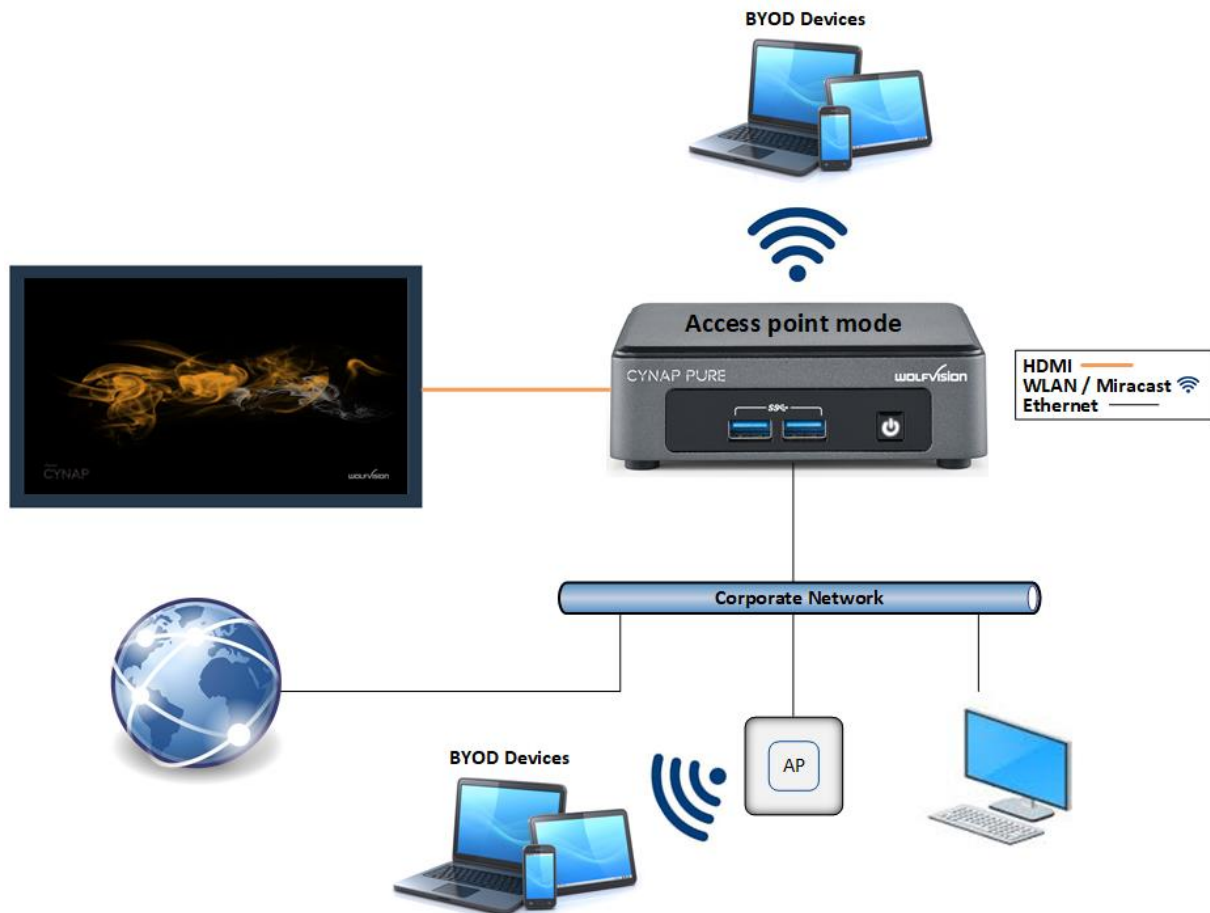 BYOD Devices
Access point mode
CYNAP PURE
WOLFVISION
SS
HDMI
WLAN / Miracast
Ethernet
CYNAP
WOLFVISION
Corporate Network
BYOD Devices
AP